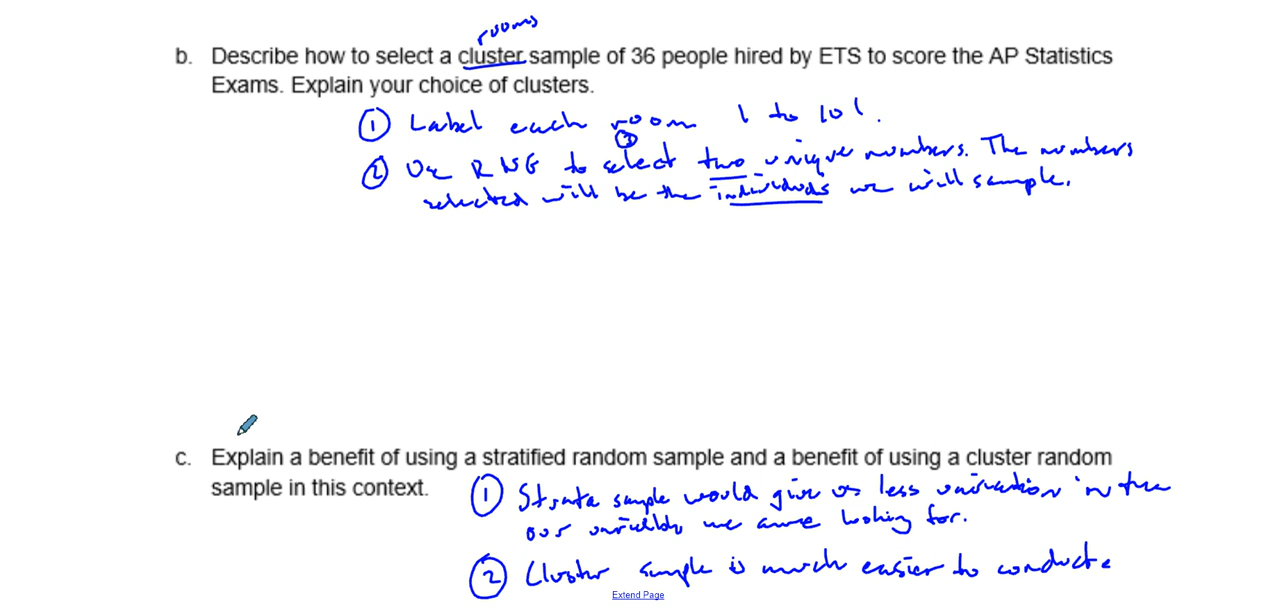 rooms
b. Describe how to select a cluster sample of 36 people hired by ETS to score the AP Statistics
Exams. Explain your choice of clusters.
① Label each room 1 to 101.
③
② Use RNG to select two unique numbers. The numbers
selected will be the individuals we will sample.
c. Explain a benefit of using a stratified random sample and a benefit of using a cluster random
sample in this context.
① Strata sample would give us less variation in the
our we are looking for.
② Cluster sample is much easier to conduct.
Extend Page